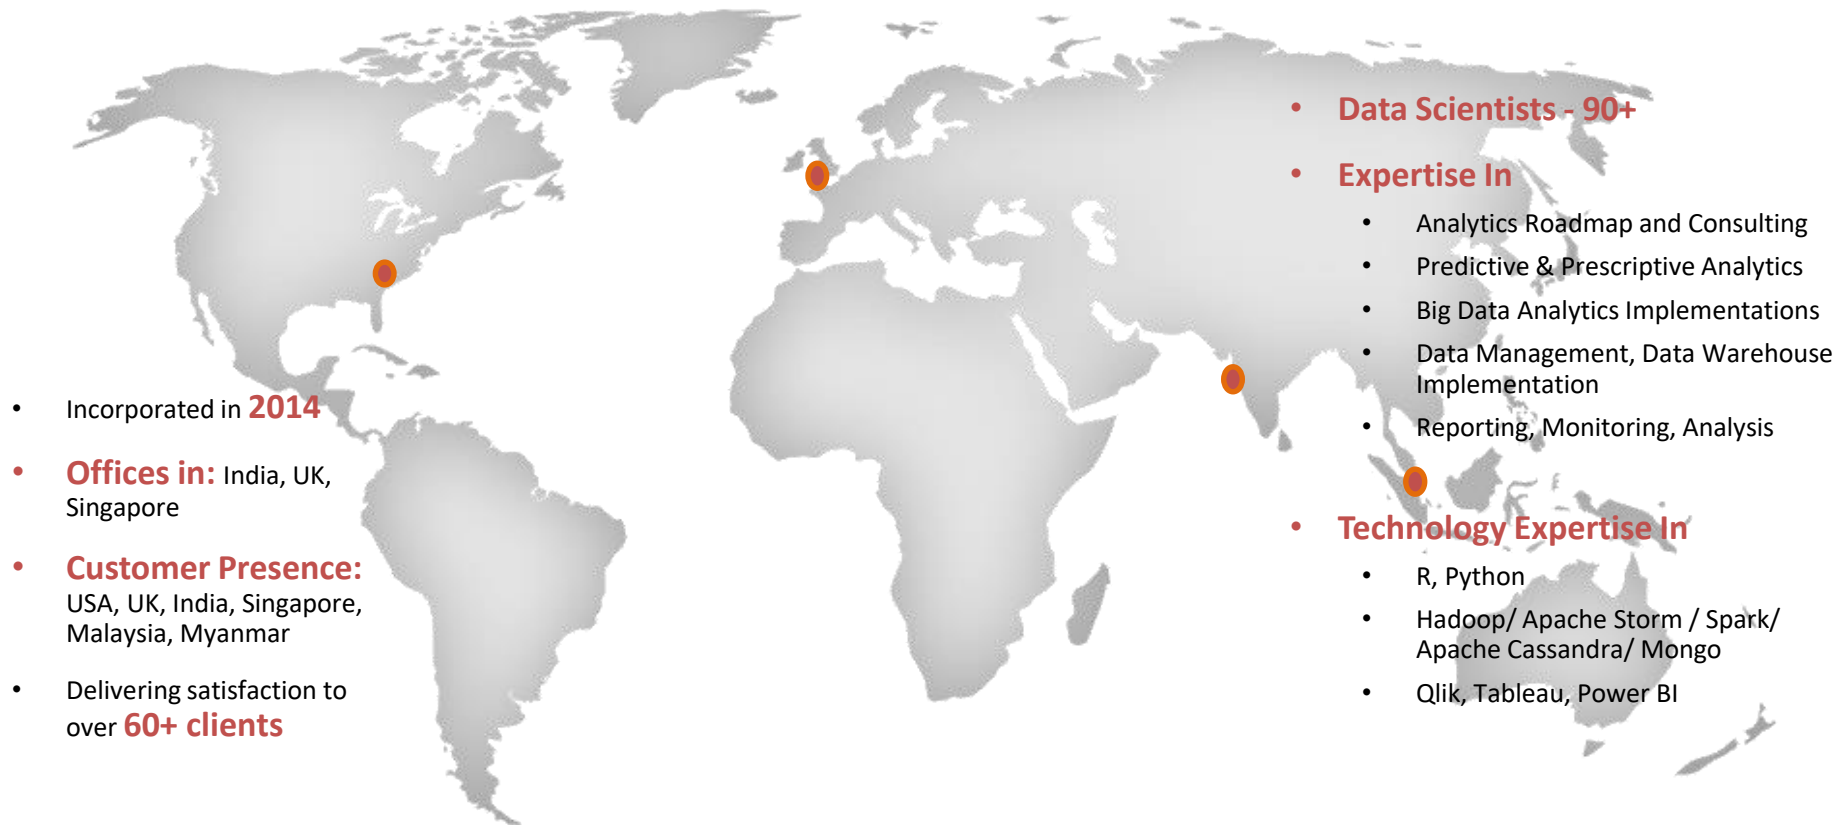 • Incorporated in 2014
• Offices in: India, UK,
Singapore
• Customer Presence:
USA, UK, India, Singapore,
Malaysia, Myanmar
• Delivering satisfaction to
over 60+ clients
• Data Scientists - 90+
• Expertise In
• Analytics Roadmap and Consulting
• Predictive & Prescriptive Analytics
• Big Data Analytics Implementations
• Data Management, Data Warehouse
Implementation
• Reporting, Monitoring, Analysis
• Technology Expertise In
• R, Python
• Hadoop/ Apache Storm / Spark/
Apache Cassandra/ Mongo
• Qlik, Tableau, Power BI